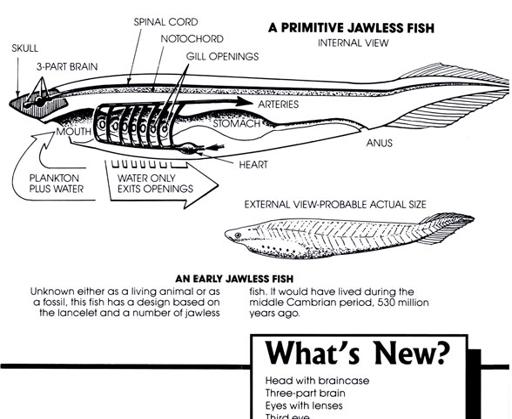 A PRIMITIVE JAWLESS FISH
INTERNAL VIEW
SPINAL CORD
NOTOCHORD
GILL OPENINGS
SKULL
3-PART BRAIN
ARTERIES
MOUTH
STOMACH
ANUS
HEART
PLANKTON
PLUS WATER
WATER ONLY
EXITS OPENINGS
EXTERNAL VIEW-PROBABLE ACTUAL SIZE
AN EARLY JAWLESS FISH
Unknown either as a living animal or as
a fossil, this fish has a design based on
the lancelet and a number of jawless
fish. It would have lived during the
middle Cambrian period, 530 million
years ago.
What's New?
Head with braincase
Three-part brain
Eyes with lenses
Third eye